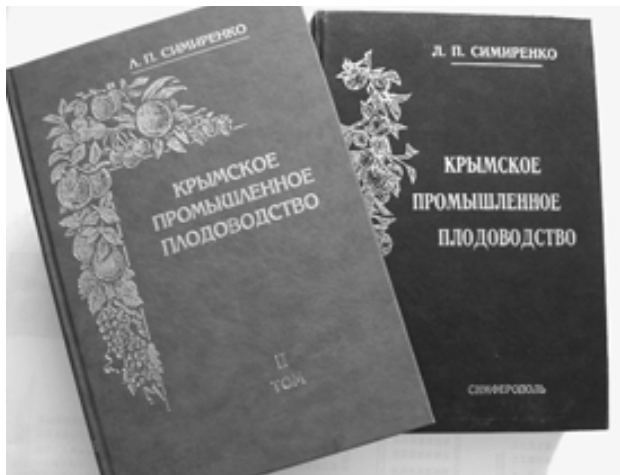 Л. П. СИМИРЕНКО
КРЫМСКОЕ
ПРОМЫШЛЕННОЕ
ПЛОДОВОДСТВО
II
ТОМ
Л. П. СИМИРЕНКО
КРЫМСКОЕ
ПРОМЫШЛЕННОЕ
ПЛОДОВОДСТВО
СИМФЕРОПОЛЬ